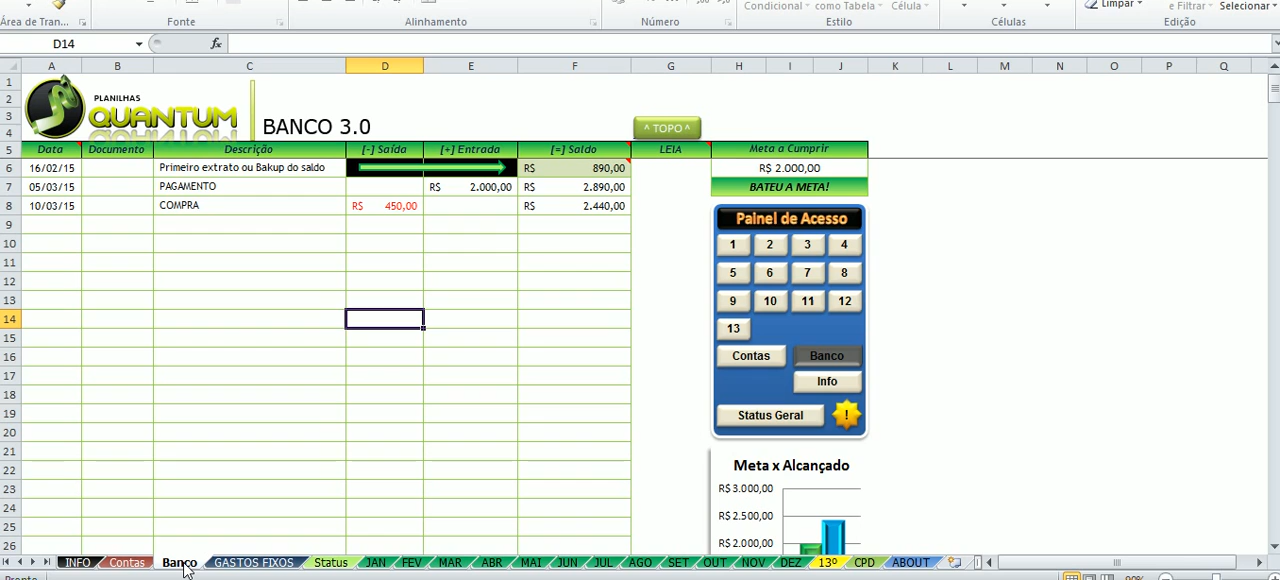 Condicional como Tabela Célula Limpar e Filtrar Selecionar
Área de Tran... Fonte Alinhamento Número Estilo Células Edição
D14 fx
A B C D E F G H I J K L M N O P Q
1
2
3
4
PLANILHAS
QUANTUM BANCO 3.0
^ TOPO ^
5 Data Documento Descrição [-] Saída [+] Entrada [=] Saldo LEIA Meta a Cumprir
6 16/02/15 Primeiro extrato ou Bakup do saldo R$ 890,00 R$ 2.000,00
7 05/03/15 PAGAMENTO R$ 2.000,00 R$ 2.890,00 BATEU A META!
8 10/03/15 COMPRA R$ 450,00 R$ 2.440,00
9
10
11
12
13
14
15
16
17
18
19
20
21
22
23
24
25
26
Painel de Acesso
1 2 3 4
5 6 7 8
9 10 11 12
13
Contas Banco
Info
Status Geral !
Meta x Alcançado
R$ 3.000,00
R$ 2.500,00
R$ 2.000,00
INFO Contas Banco GASTOS FIXOS Status JAN FEV MAR ABR MAI JUN JUL AGO SET OUT NOV DEZ 13º CPD ABOUT